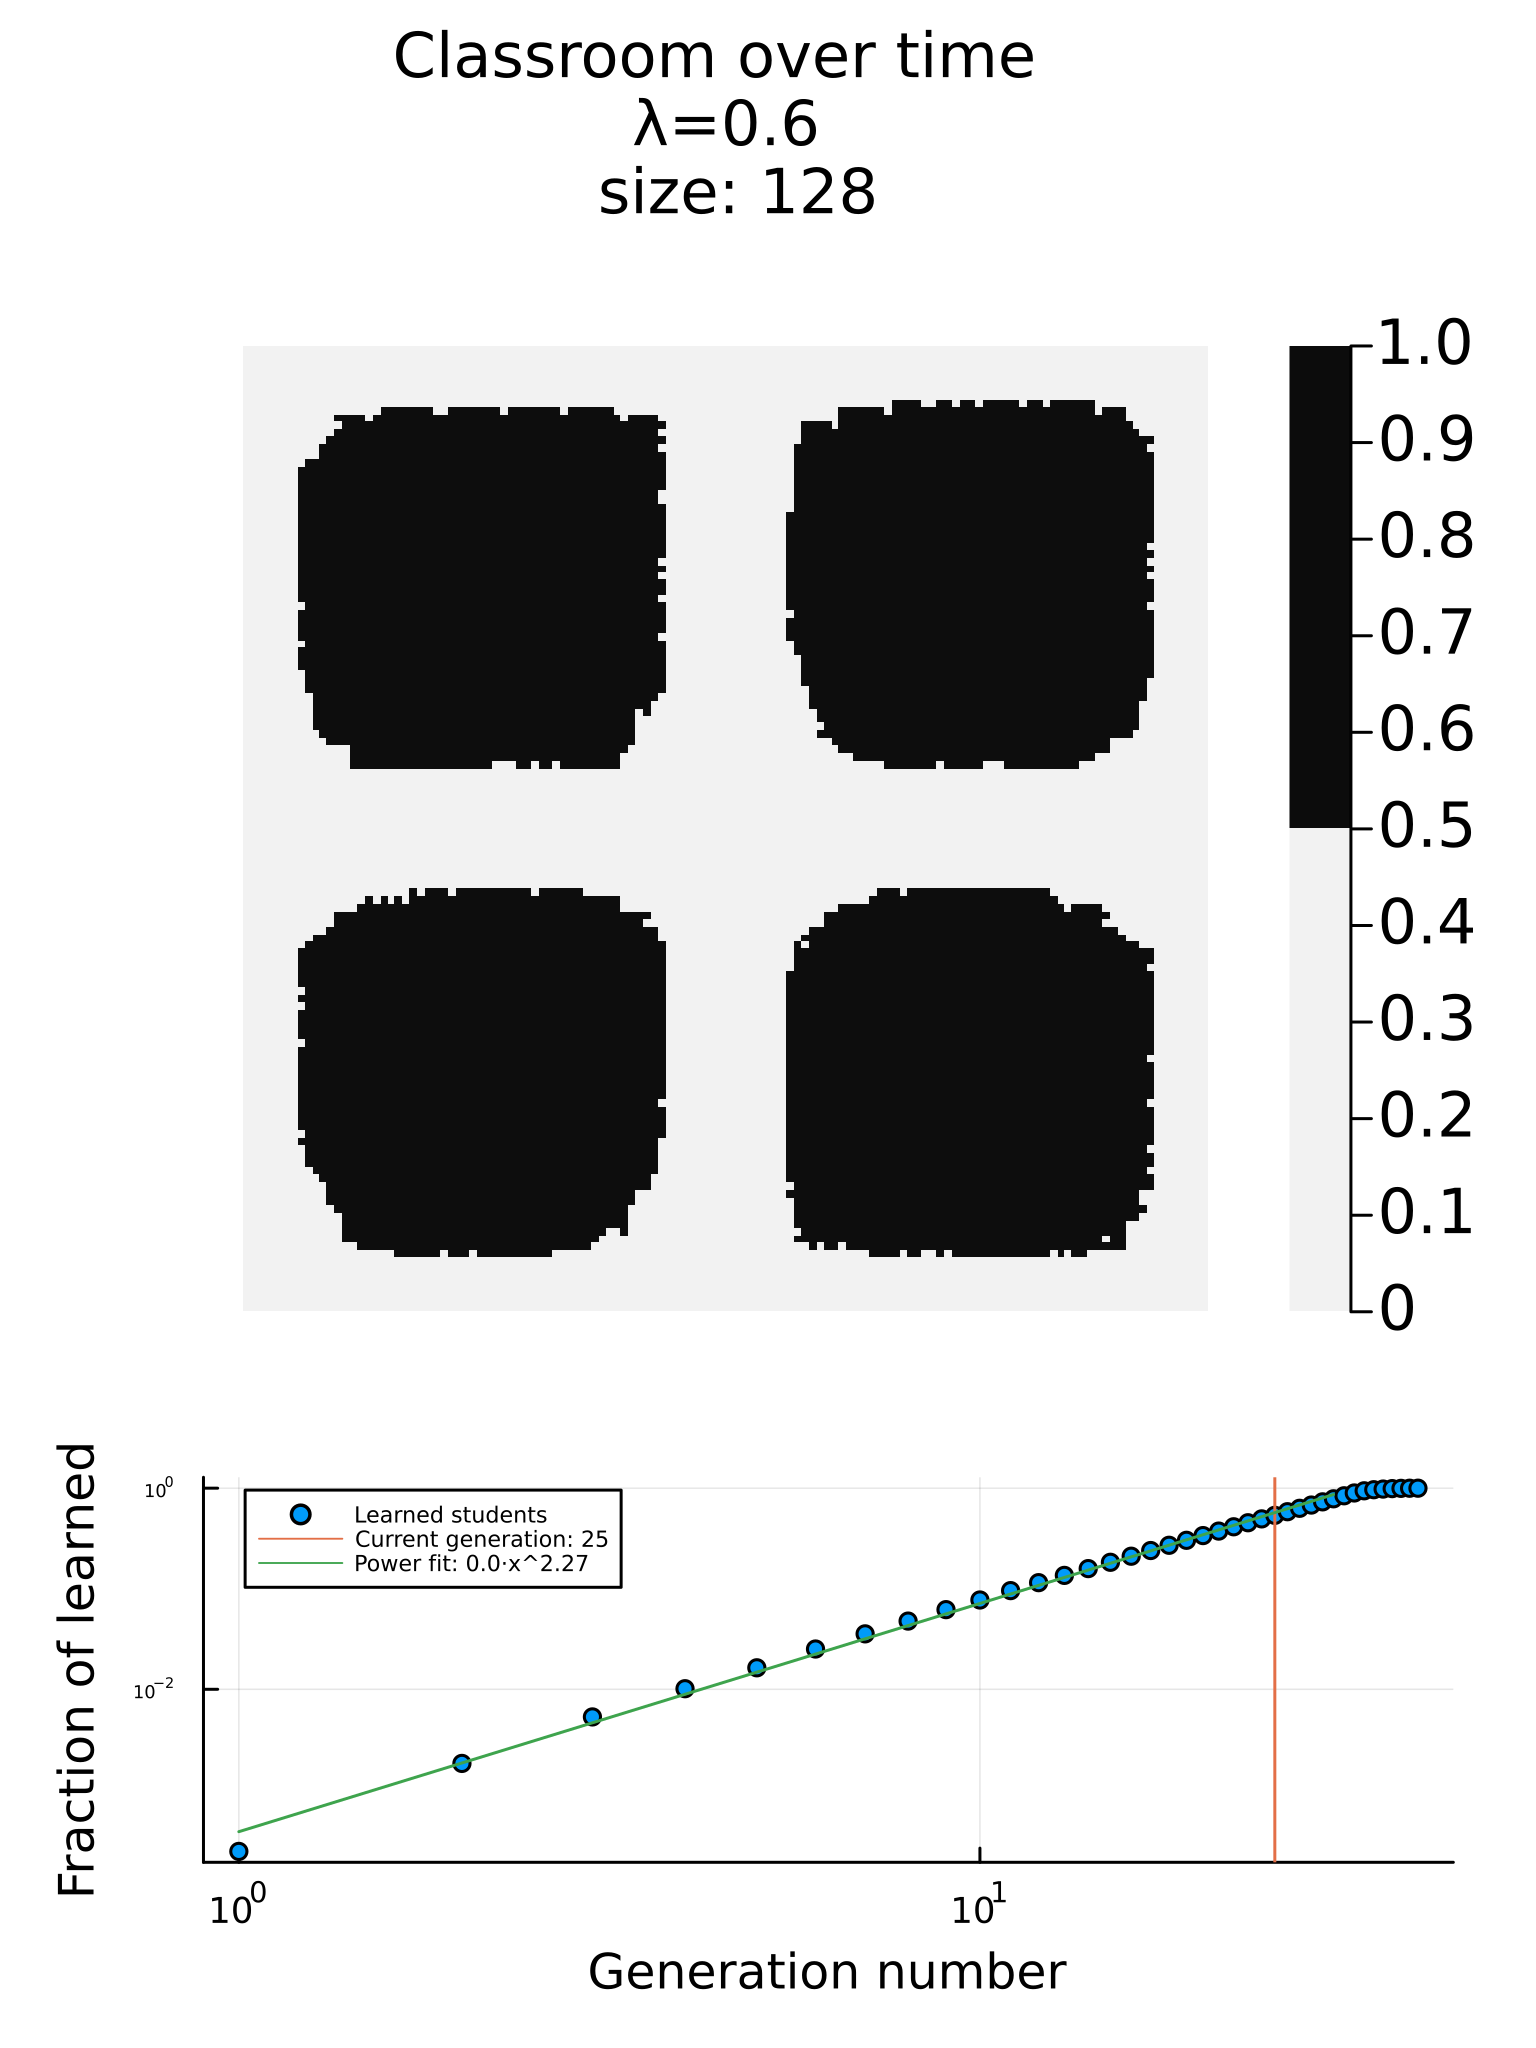 Classroom over time
λ=0.6
size: 128
1.0
0.9
0.8
0.7
0.6
0.5
0.4
0.3
0.2
0.1
0
Fraction of learned
10^0
10^−2
Learned students
Current generation: 25
Power fit: 0.0·x^2.27
10^0
10^1
Generation number